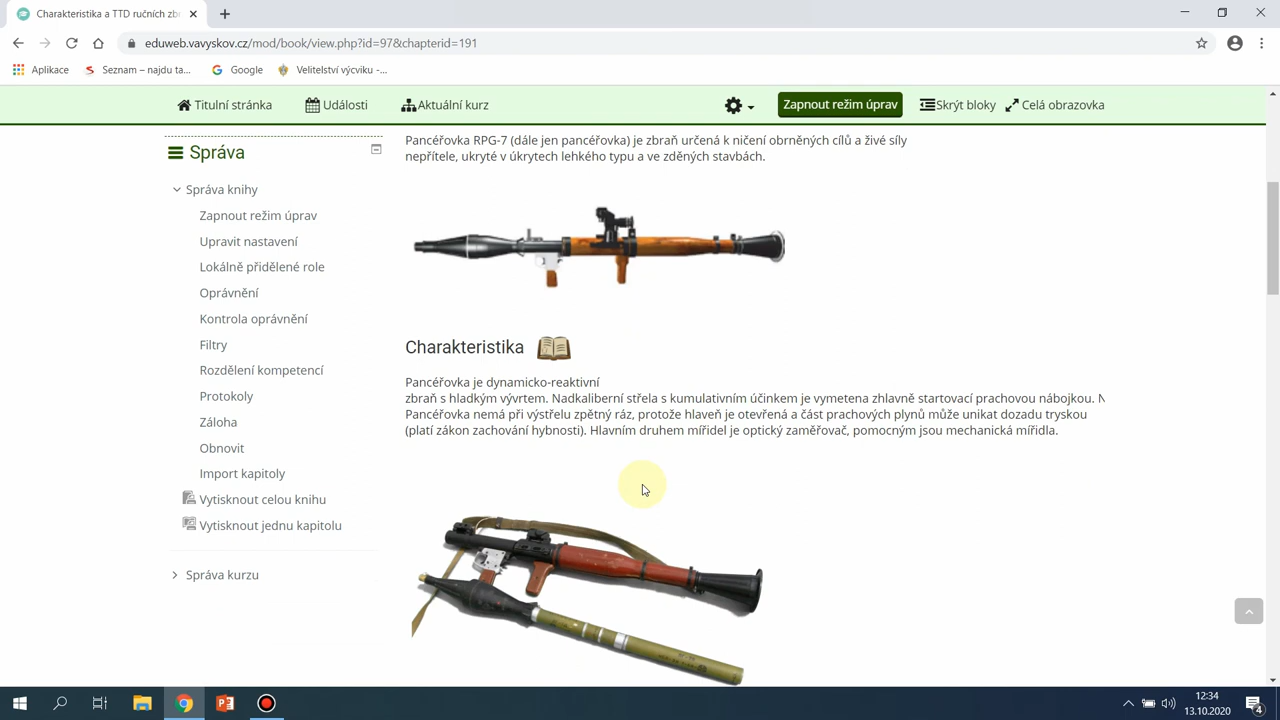 Charakteristika a TTD ručních zbr
eduweb.vavyskov.cz/mod/book/view.php?id=97&chapterid=191
Aplikace
Seznam – najdu ta...
Google
Velitelství výcviku -...
Titulní stránka
Události
Aktuální kurz
Zapnout režim úprav
Skrýt bloky
Celá obrazovka
Správa
Správa knihy
Zapnout režim úprav
Upravit nastavení
Lokálně přidělené role
Oprávnění
Kontrola oprávnění
Filtry
Rozdělení kompetencí
Protokoly
Záloha
Obnovit
Import kapitoly
Vytisknout celou knihu
Vytisknout jednu kapitolu
Správa kurzu
Pancéřovka RPG-7 (dále jen pancéřovka) je zbraň určená k ničení obrněných cílů a živé síly
nepřítele, ukryté v úkrytech lehkého typu a ve zděných stavbách.
Charakteristika
Pancéřovka je dynamicko-reaktivní
zbraň s hladkým vývrtem. Nadkaliberní střela s kumulativním účinkem je vymetena zhlavně startovací prachovou nábojkou. N
Pancéřovka nemá při výstřelu zpětný ráz, protože hlaveň je otevřená a část prachových plynů může unikat dozadu tryskou
(platí zákon zachování hybnosti). Hlavním druhem mířidel je optický zaměřovač, pomocným jsou mechanická mířidla.
12:34
13.10.2020
4